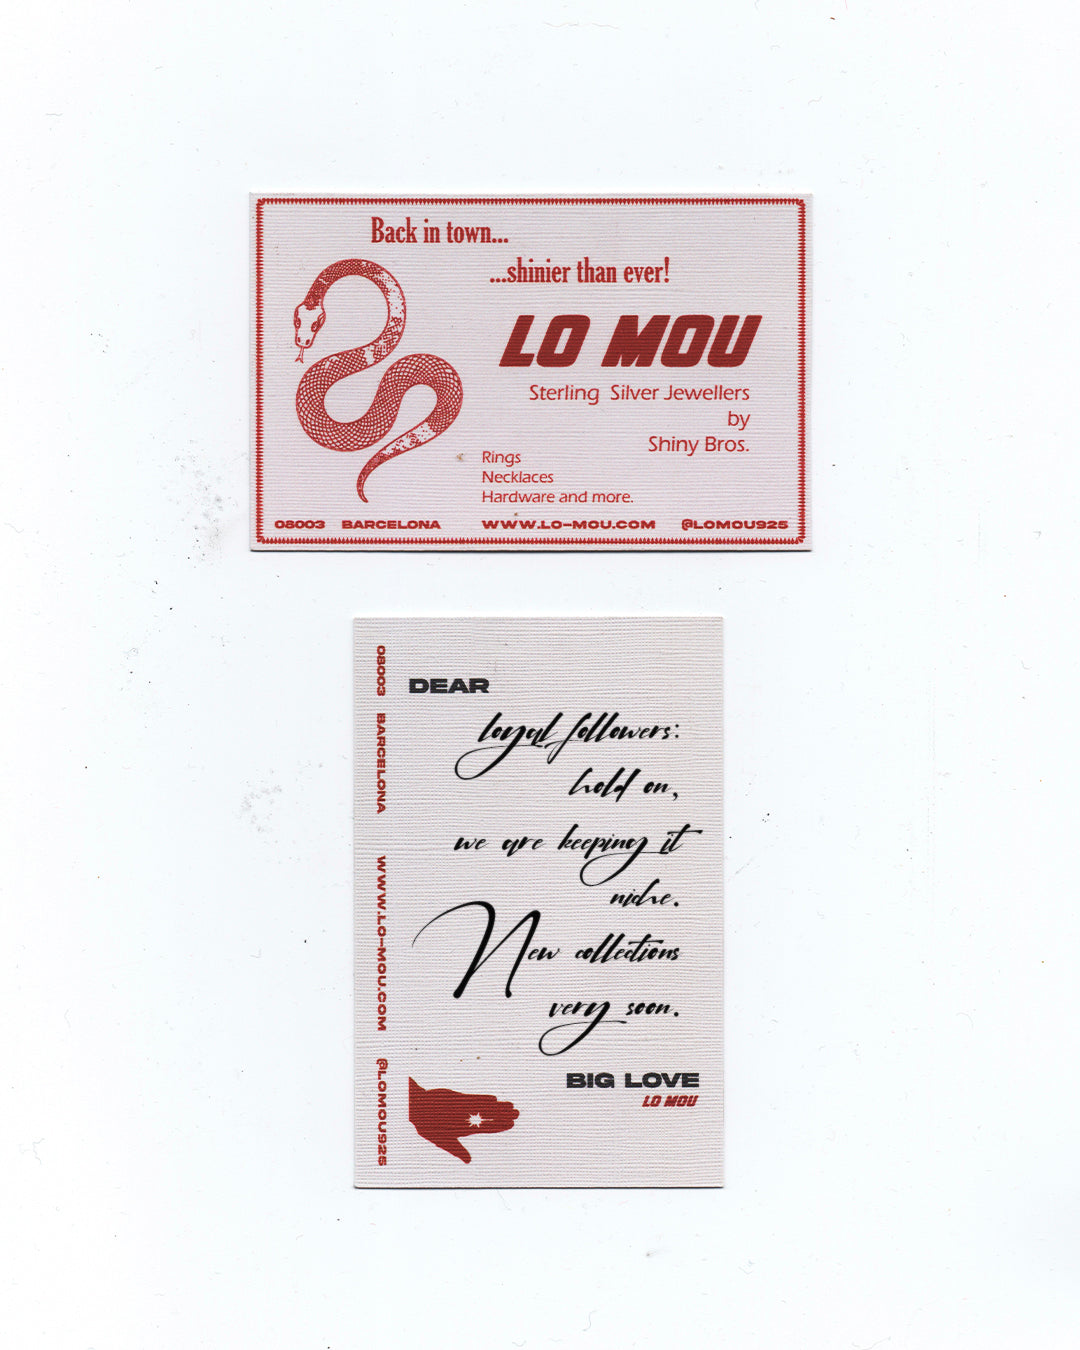 Back in town...
...shinier than ever!
LO MOU
Sterling Silver Jewellers
by
Shiny Bros.
Rings
Necklaces
Hardware and more.
08003 BARCELONA WWW.LO-MOU.COM @LOMOU925
08003 BARCELONA WWW.LO-MOU.COM @LOMOU925
DEAR
loyal followers:
hold on,
we are keeping it
niche.
New collections
very soon.
BIG LOVE
LO MOU